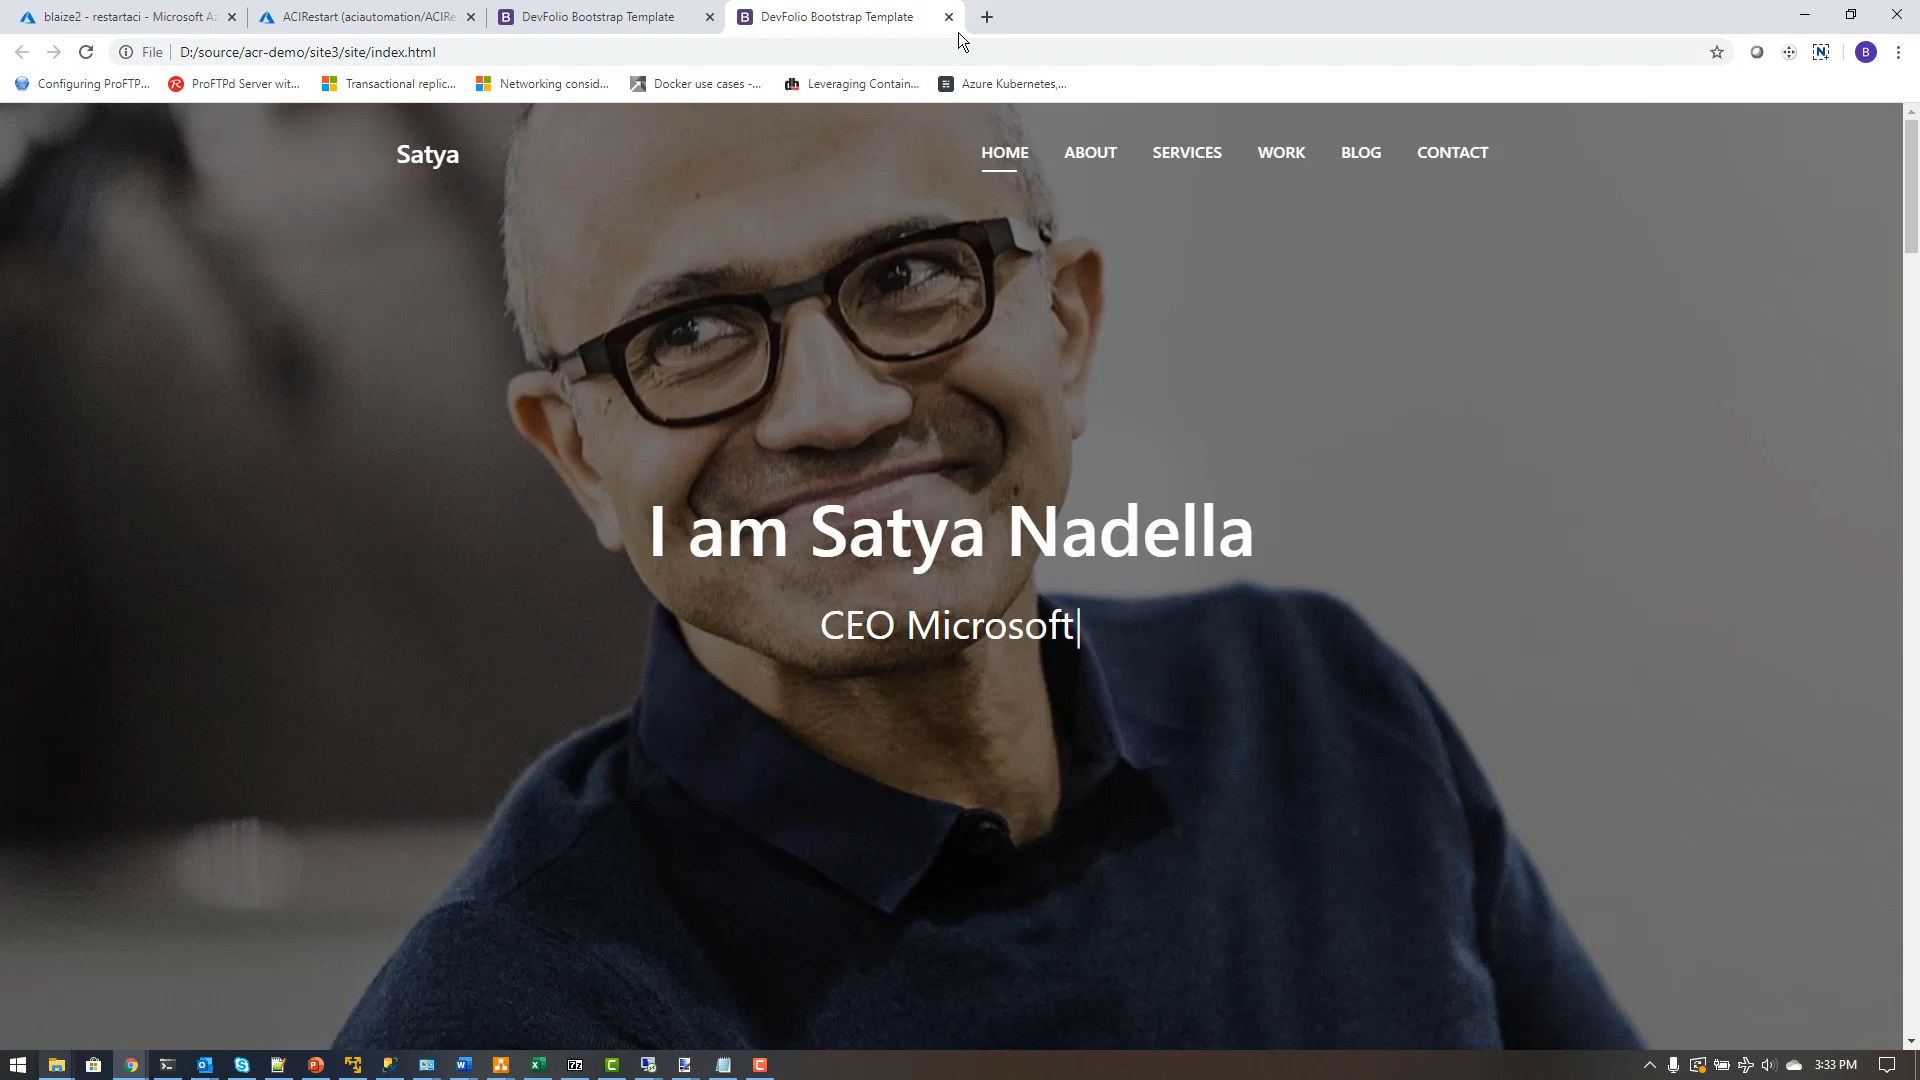 blaize2 - restartaci - Microsoft Az
ACIRestart (aciautomation/ACIRe
DevFolio Bootstrap Template
DevFolio Bootstrap Template
File
D:/source/acr-demo/site3/site/index.html
B
Configuring ProFTP...
ProFTPd Server wit...
Transactional replic...
Networking consid...
Docker use cases -...
Leveraging Contain...
Azure Kubernetes,...
Satya
HOME
ABOUT
SERVICES
WORK
BLOG
CONTACT
I am Satya Nadella
CEO Microsoft|
3:33 PM